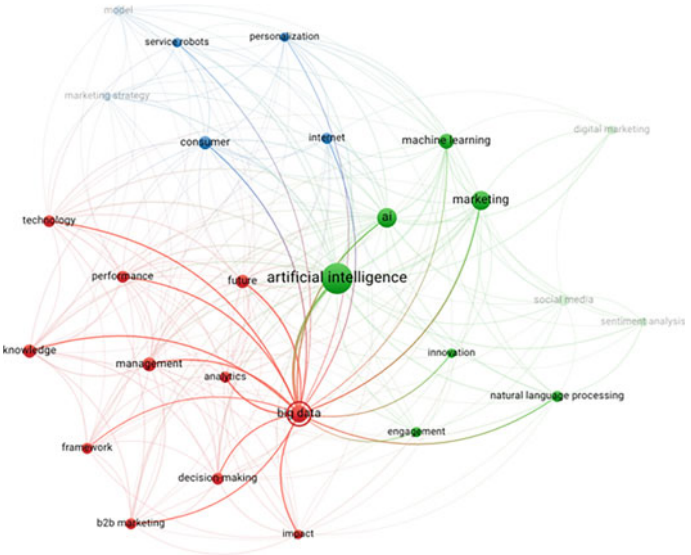 model
service robots
personalization
marketing strategy
digital marketing
consumer
internet
machine learning
marketing
technology
ai
performance
future
artificial intelligence
social media
sentiment analysis
knowledge
management
analytics
innovation
natural language processing
big data
engagement
framework
decision making
b2b marketing
impact